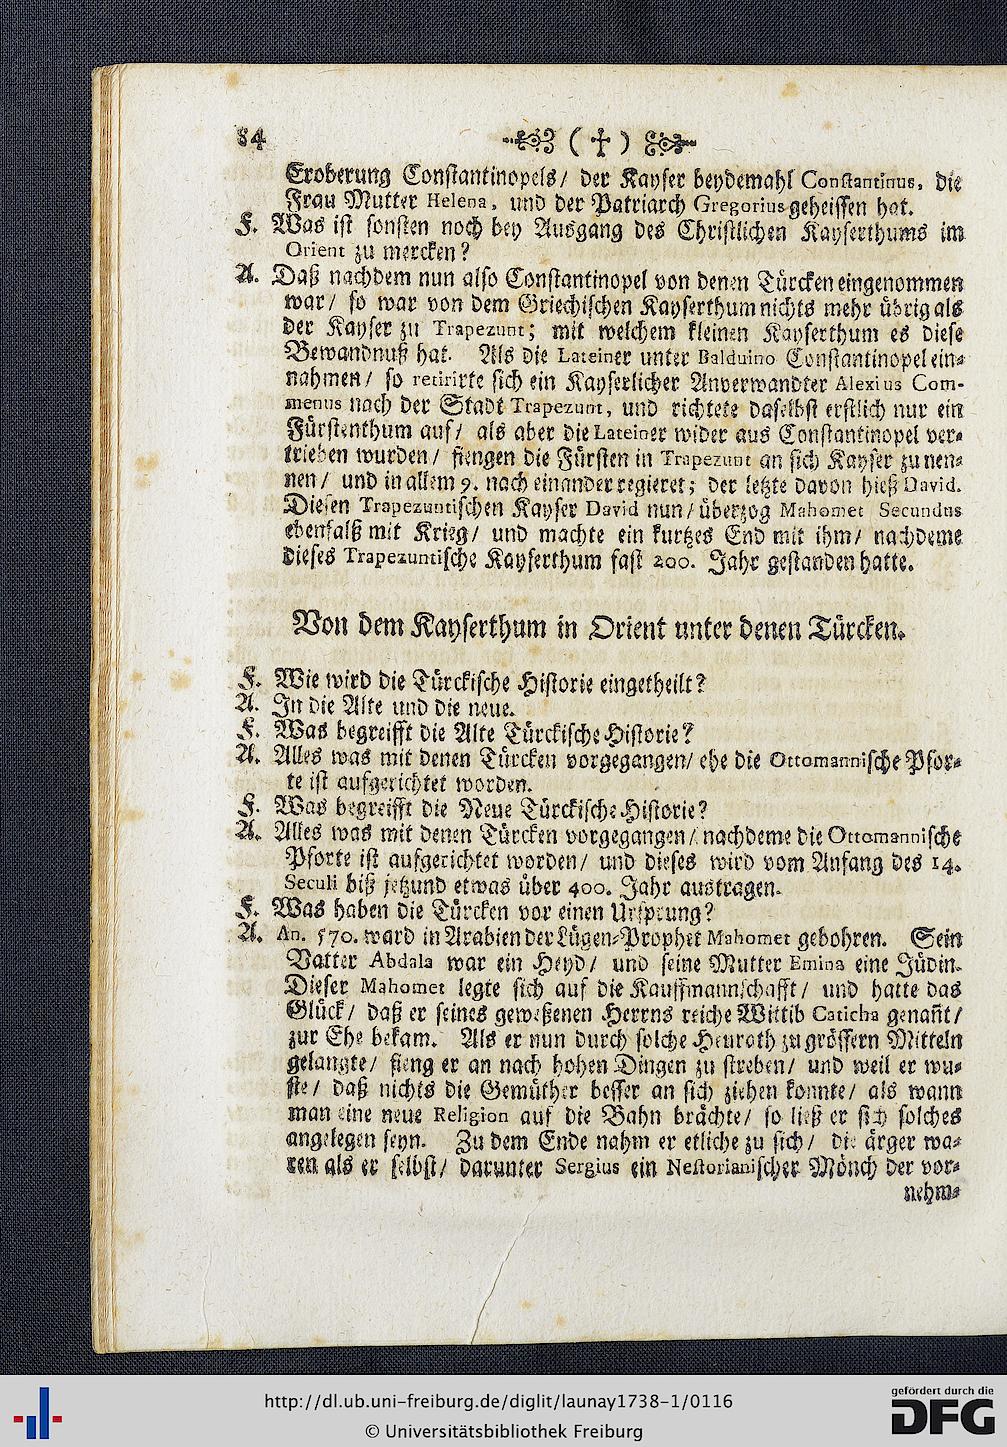 84 ( † )
Eroberung Constantinopels/ der Kayser beydemahl Constantinus, die
Frau Mutter Helena, und der Patriarch Gregorius geheissen hat.
F. Was ist sonsten noch bey Ausgang des Christlichen Kayserthums im
Orient zu mercken?
A. Daß nachdem nun also Constantinopel von denen Türcken eingenommen
war/ so war von dem Griechischen Kayserthum nichts mehr übrig als
der Kayser zu Trapezunt; mit welchem kleinen Kayserthum es diese
Bewandnuß hat. Als die Lateiner unter Balduino Constantinopel ein-
nahmen/ so retirirte sich ein Kayserlicher Anverwandter Alexius Com-
menus nach der Stadt Trapezunt, und richtete daselbst erstlich nur ein
Fürstenthum auf/ als aber die Lateiner wider aus Constantinopel ver-
trieben wurden/ fiengen die Fürsten in Trapezunt an sich Kayser zu nen-
nen/ und in allem 9. nach einander regieret; der letzte davon hieß David.
Diesen Trapezuntischen Kayser David nun/ überzog Mahomet Secundus
ebenfalß mit Krieg/ und machte ein kurtzes End mit ihm/ nachdeme
dieses Trapezuntische Kayserthum fast 200. Jahr gestanden hatte.
Von dem Kayserthum in Orient unter denen Türcken.
F. Wie wird die Türckische Historie eingetheilt?
A. In die Alte und die neue.
F. Was begreifft die Alte Türckische Historie?
A. Alles was mit denen Türcken vorgegangen/ ehe die Ottomannische Pfor-
te ist aufgerichtet worden.
F. Was begreifft die Neue Türckische Historie?
A. Alles was mit denen Türcken vorgegangen/ nachdeme die Ottomannische
Pforte ist aufgerichtet worden/ und dieses wird vom Anfang des 14.
Seculi biß jetzund etwas über 400. Jahr austragen.
F. Was haben die Türcken vor einen Ursprung?
A. An. 570. ward in Arabien der Lügen-Prophet Mahomet gebohren. Sein
Vatter Abdala war ein Heyd/ und seine Mutter Emina eine Jüdin.
Dieser Mahomet legte sich auf die Kauffmannschafft/ und hatte das
Glück/ daß er seines geweßenen Herrns reiche Wittib Caticha genañt/
zur Ehe bekam. Als er nun durch solche Heurath zu grössern Mitteln
gelangte/ fieng er an nach hohen Dingen zu streben/ und weil er wu-
ste/ daß nichts die Gemüther besser an sich ziehen konnte/ als wann
man eine neue Religion auf die Bahn brächte/ so ließ er sich solches
angelegen seyn. Zu dem Ende nahm er etliche zu sich/ die ärger wa-
ren als er selbst/ darunter Sergius ein Nestorianischer Mönch der vor-
nehm-
http://dl.ub.uni-freiburg.de/diglit/launay1738-1/0116
© Universitätsbibliothek Freiburg
gefördert durch die
DFG